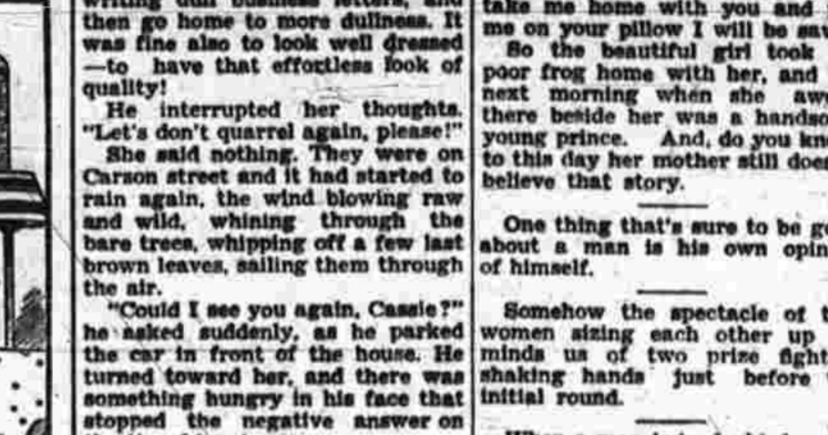 writing dull business letters, and
then go home to more dullness. It
was fine also to look well dressed
—to have that effortless look of
quality!
He interrupted her thoughts.
"Let's don't quarrel again, please!"
She said nothing. They were on
Carson street and it had started to
rain again, the wind blowing raw
and wild, whining through the
bare trees, whipping off a few last
brown leaves, sailing them through
the air.
"Could I see you again, Cassie?"
he asked suddenly, as he parked
the car in front of the house. He
turned toward her, and there was
something hungry in his face that
stopped the negative answer on
take me home with you and
me on your pillow I will be
So the beautiful girl took
poor frog home with her, and
next morning when she
there beside her was a
young prince. And, do you
to this day her mother still
believe that story.
One thing that's sure to be
about a man is his own
of himself.
Somehow the spectacle of
women sizing each other up
minds us of two prize
shaking hands just before
initial round.